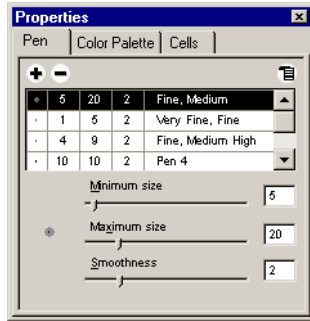 Properties
Pen Color Palette Cells
5 20 2 Fine, Medium
1 5 2 Very Fine, Fine
4 9 2 Fine, Medium High
10 10 2 Pen 4
Minimum size
5
Maximum size
20
Smoothness
2